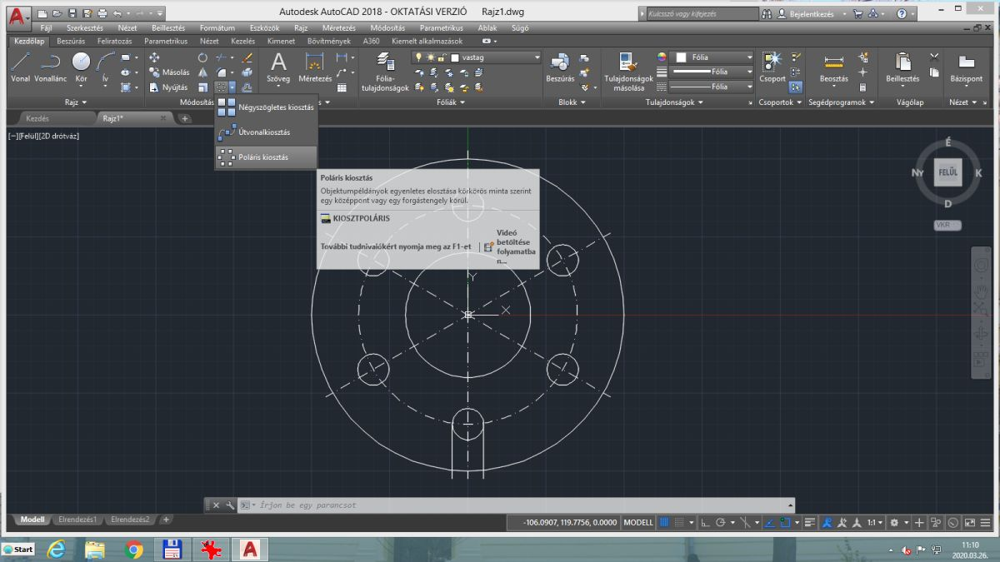 Autodesk AutoCAD 2018 - OKTATÁSI VERZIÓ Rajz1.dwg
Kulcsszó vagy kifejezés
Bejelentkezés
Fájl Szerkesztés Nézet Beillesztés Formátum Eszközök Rajz Méretezés Módosítás Parametrikus Ablak Súgó
Kezdőlap Beszúrás Feliratozás Parametrikus Nézet Kezelés Kimenet Bővítmények A360 Kiemelt alkalmazások
vastag
Fólia
Másolás
Fólia
Vonal Vonallánc Kör Ív
Szöveg Méretezés
Fólia-
tulajdonságok
Beszúrás
Tulajdonságok
másolása
Csoport
Beosztás
Beillesztés
Bázispont
Nyújtás
Fólia
Rajz
Módosítás
Fóliák
Blokk
Tulajdonságok
Csoportok
Segédprogramok
Vágólap
Nézet
Négyszögletes kiosztás
Kezdés
Rajz1*
Útvonalkiosztás
[−][Felül][2D drótváz]
Poláris kiosztás
Poláris kiosztás
Objektumpéldányok egyenletes elosztása körkörös minta szerint
egy középpont vagy egy forgástengely körül.
KIOSZTPOLÁRIS
További tudnivalókért nyomja meg az F1-et
Videó
betöltése
folyamatba
n...
É
Ny
FELÜL
K
D
VKR
Y
X
Írjon be egy parancsot
Modell Elrendezés1 Elrendezés2
-106.0907, 119.7756, 0.0000 MODELL
1:1
Start
11:10
2020.03.26.